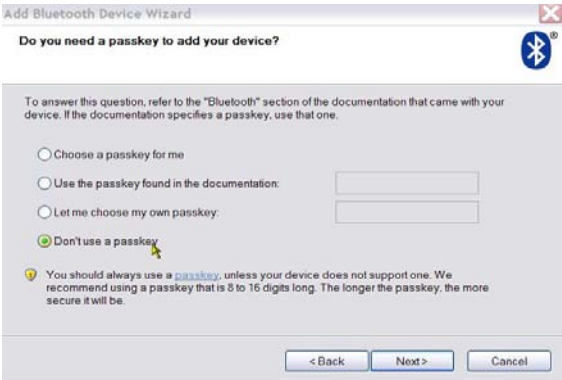 Add Bluetooth Device Wizard
Do you need a passkey to add your device?
®
To answer this question, refer to the "Bluetooth" section of the documentation that came with your
device. If the documentation specifies a passkey, use that one.
Choose a passkey for me
Use the passkey found in the documentation:
Let me choose my own passkey:
Don't use a passkey
You should always use a passkey, unless your device does not support one. We
recommend using a passkey that is 8 to 16 digits long. The longer the passkey, the more
secure it will be.
< Back
Next >
Cancel